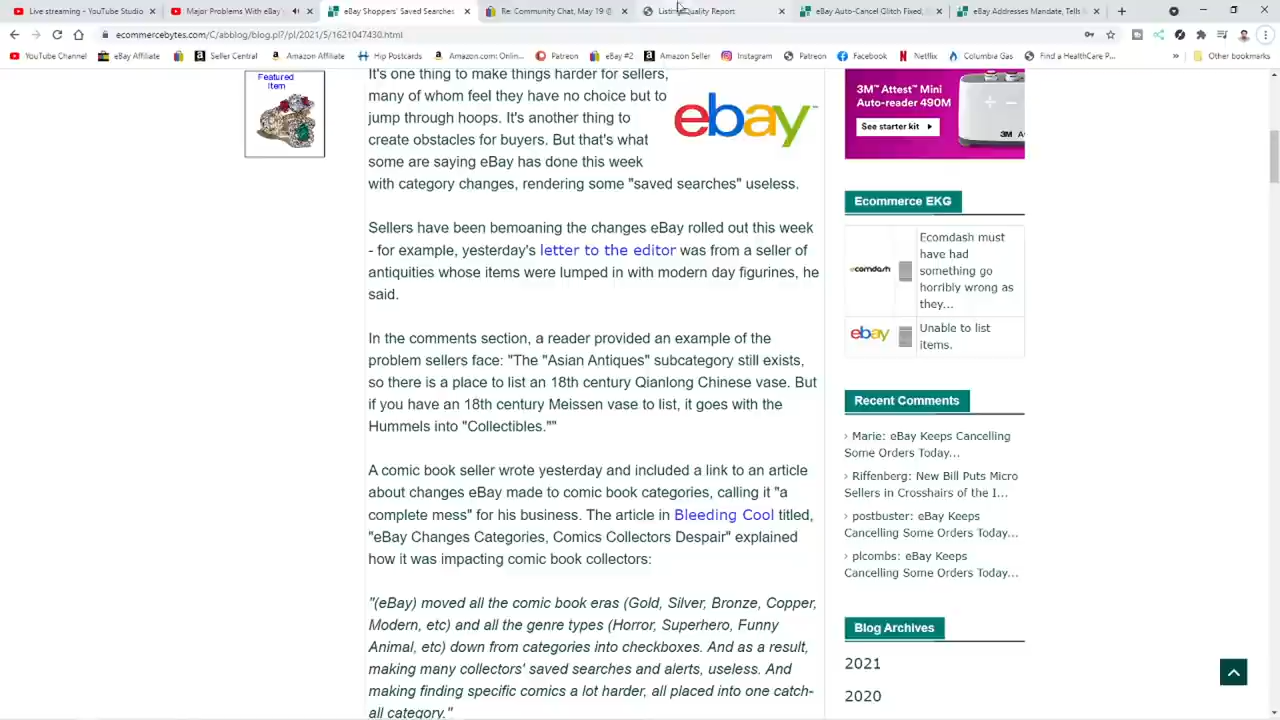 Live streaming - YouTube Studio
Major Problems With eBay
eBay Shoppers' Saved Searches
Re: Community Chat, May 19 @
Listing Quality Report
eBay Auto-Cancel Glitch Fixed,
eBay Addresses Mandate, Tells
ecommercebytes.com/C/abblog/blog.pl?/pl/2021/5/1621047430.html
YouTube Channel
eBay Affiliate
Seller Central
Affiliate
Hip Postcards
Amazon.com: Onlin...
Patreon
eBay #2
Amazon Seller
Instagram
Patreon
Facebook
Netflix
Columbia Gas
Find a HealthCare P...
Other bookmarks
Featured
Item
It's one thing to make things harder for sellers,
many of whom feel they have no choice but to
jump through hoops. It's another thing to
create obstacles for buyers. But that's what
some are saying eBay has done this week
with category changes, rendering some "saved searches" useless.
ebay™
Sellers have been bemoaning the changes eBay rolled out this week
- for example, yesterday's letter to the editor was from a seller of
antiquities whose items were lumped in with modern day figurines, he
said.
In the comments section, a reader provided an example of the
problem sellers face: "The "Asian Antiques" subcategory still exists,
so there is a place to list an 18th century Qianlong Chinese vase. But
if you have an 18th century Meissen vase to list, it goes with the
Hummels into "Collectibles.""
A comic book seller wrote yesterday and included a link to an article
about changes eBay made to comic book categories, calling it "a
complete mess" for his business. The article in Bleeding Cool titled,
"eBay Changes Categories, Comics Collectors Despair" explained
how it was impacting comic book collectors:
"(eBay) moved all the comic book eras (Gold, Silver, Bronze, Copper,
Modern, etc) and all the genre types (Horror, Superhero, Funny
Animal, etc) down from categories into checkboxes. And as a result,
making many collectors' saved searches and alerts, useless. And
making finding specific comics a lot harder, all placed into one catch-
all category."
3M™ Attest™ Mini
Auto-reader 490M
See starter kit
3M
Ecommerce EKG
ecomdash
Ecomdash must
have had
something go
horribly wrong as
they...
ebay
Unable to list
items.
Recent Comments
› Marie: eBay Keeps Cancelling
Some Orders Today...
› Riffenberg: New Bill Puts Micro
Sellers in Crosshairs of the I...
› postbuster: eBay Keeps
Cancelling Some Orders Today...
› plcombs: eBay Keeps
Cancelling Some Orders Today...
Blog Archives
2021
2020